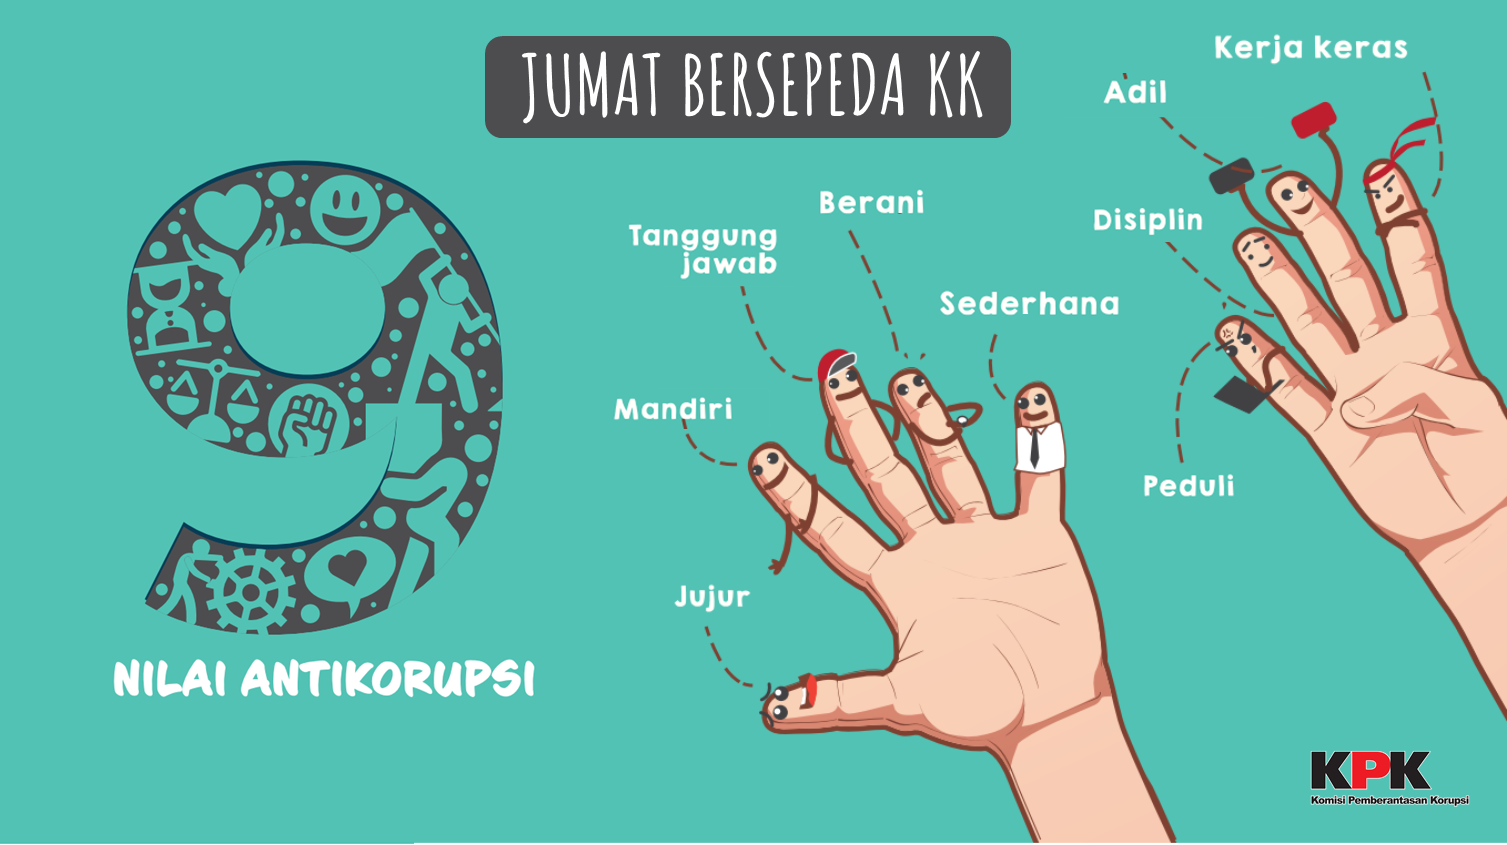 JUMAT BERSEPEDA KK
Kerja keras
Adil
Berani
Disiplin
Tanggung
jawab
Sederhana
Mandiri
Peduli
Jujur
NILAI ANTIKORUPSI
KPK
Komisi Pemberantasan Korupsi